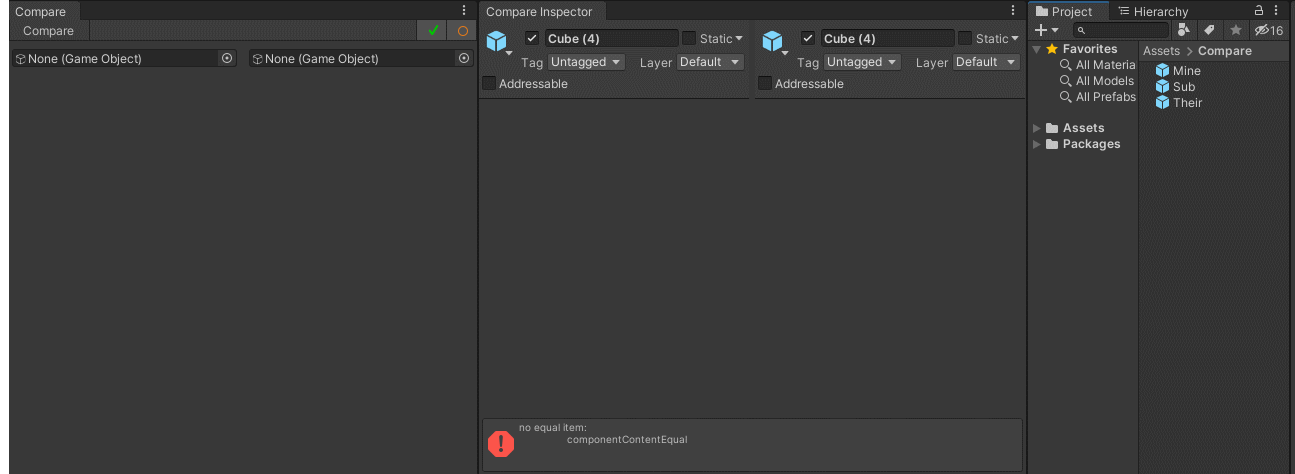 Compare
Compare
None (Game Object) None (Game Object)
Compare Inspector
Cube (4) Static
Tag Untagged Layer Default
Addressable
Cube (4) Static
Tag Untagged Layer Default
Addressable
no equal item:
componentContentEqual
Project Hierarchy
16
Favorites
All Materia
All Models
All Prefabs
Assets
Packages
Assets > Compare
Mine
Sub
Their